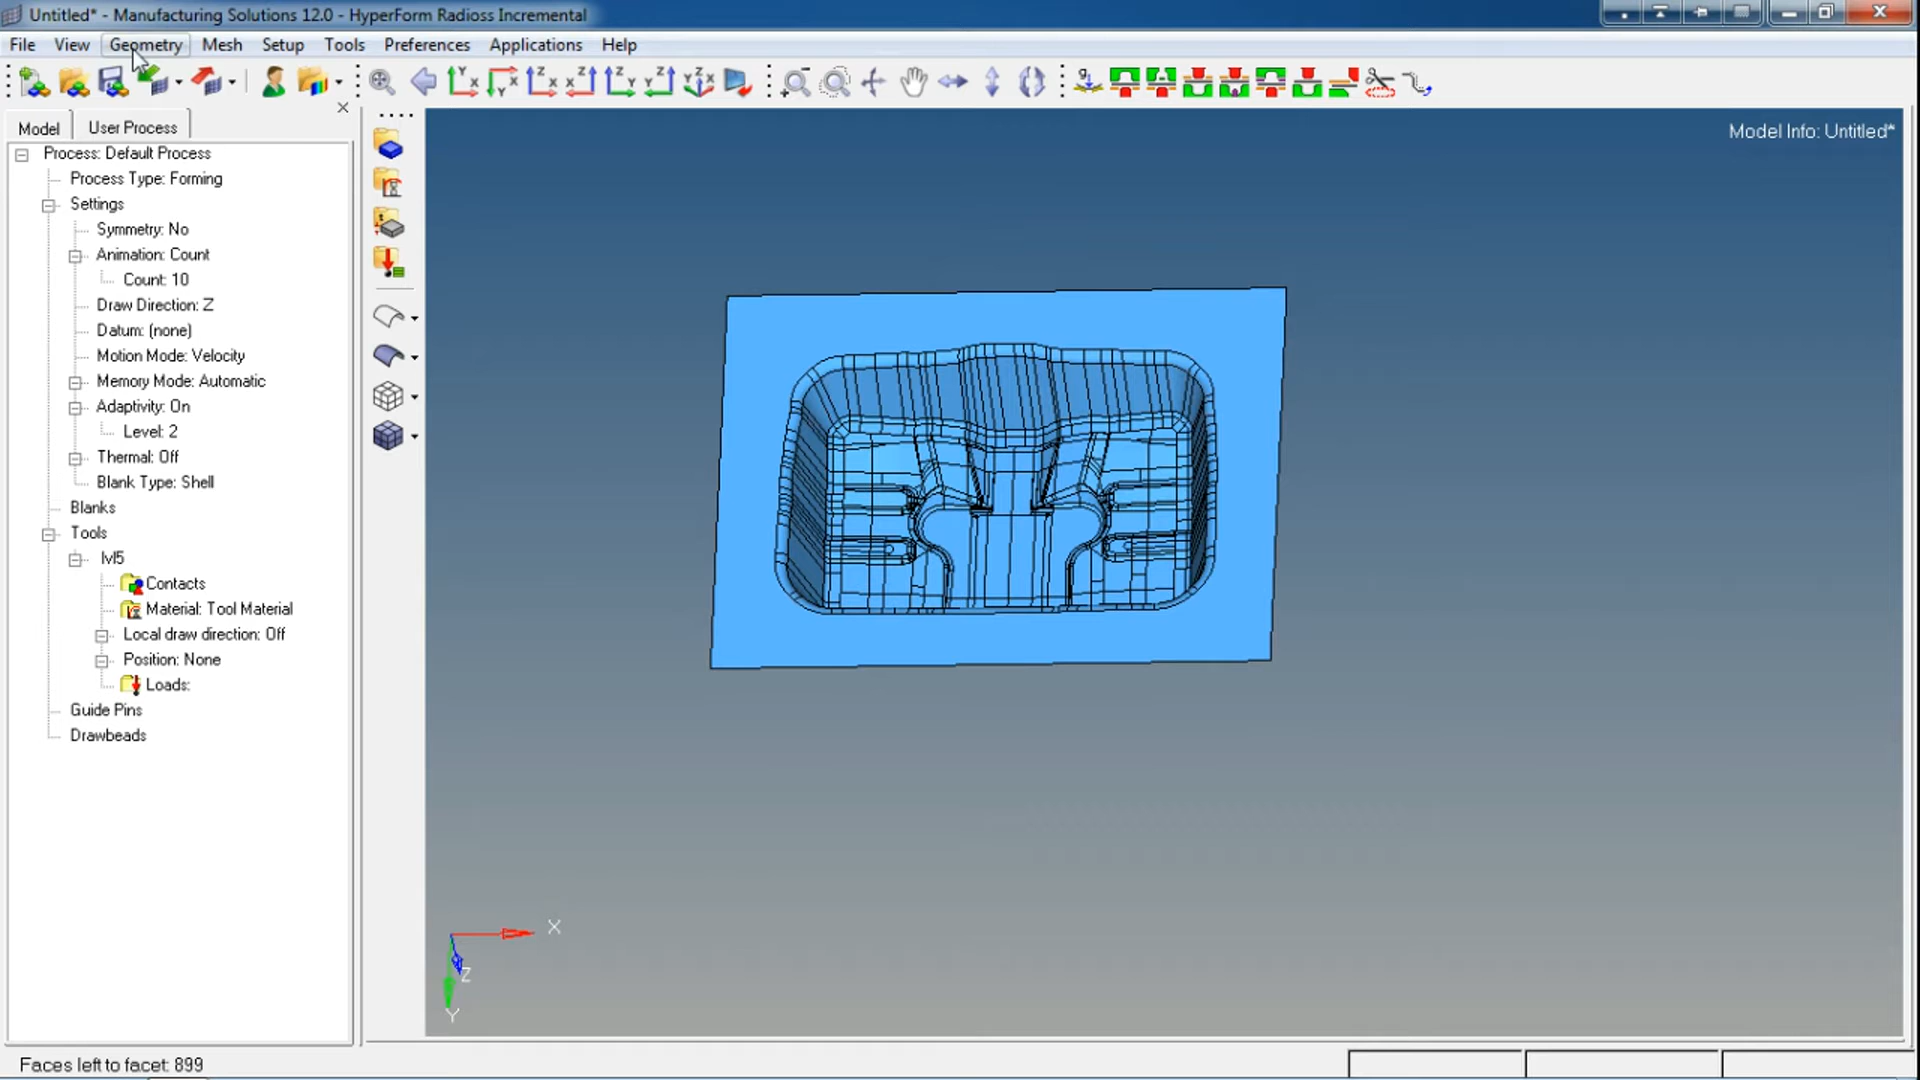 Untitled* - Manufacturing Solutions 12.0 - HyperForm Radioss Incremental
File View Geometry Mesh Setup Tools Preferences Applications Help
Model User Process
Process: Default Process
Process Type: Forming
Settings
Symmetry: No
Animation: Count
Count: 10
Draw Direction: Z
Datum: (none)
Motion Mode: Velocity
Memory Mode: Automatic
Adaptivity: On
Level: 2
Thermal: Off
Blank Type: Shell
Blanks
Tools
lvl5
Contacts
Material: Tool Material
Local draw direction: Off
Position: None
Loads:
Guide Pins
Drawbeads
Model Info: Untitled*
X
Z
Y
Faces left to facet: 899